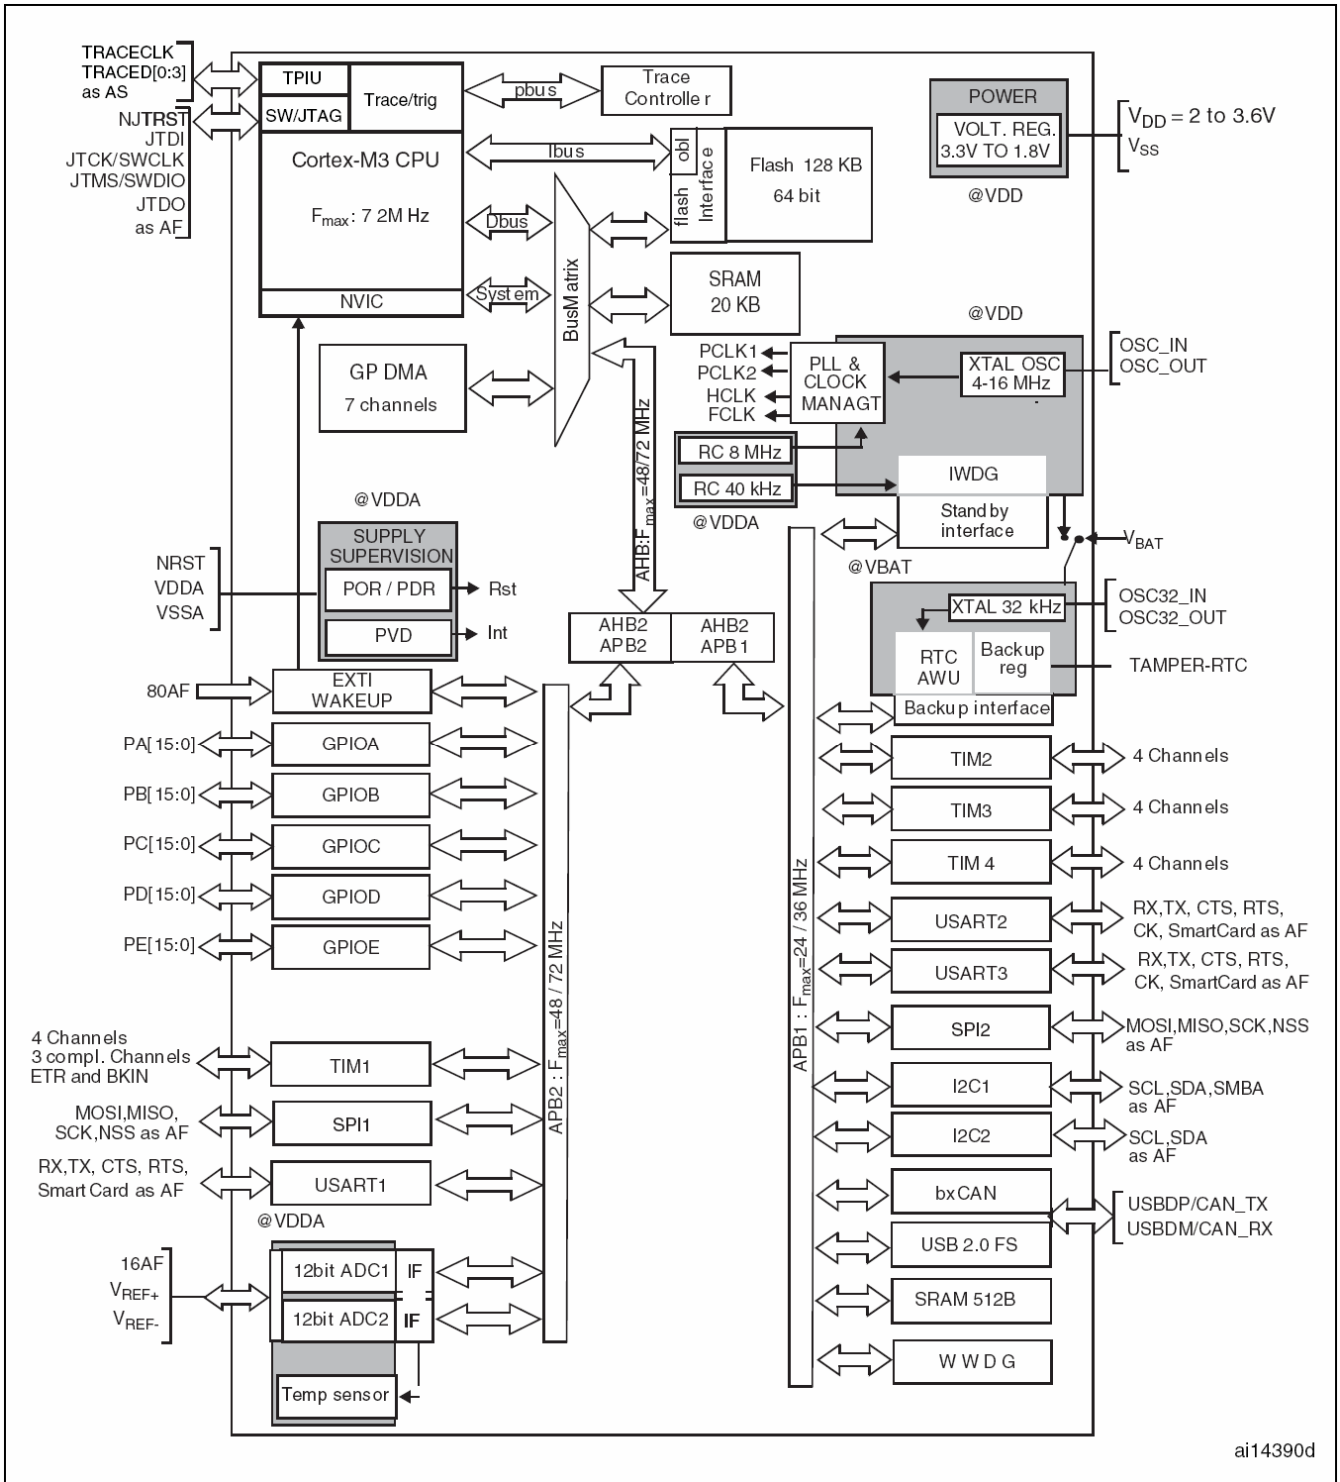 TRACECLK
TRACED[0:3]
as AS
NJTRST
JTDI
JTCK/SWCLK
JTMS/SWDIO
JTDO
as AF
TPIU
SW/JTAG
Trace/trig
Cortex-M3 CPU
Fmax: 7 2M Hz
NVIC
pbus
Trace
Controller
Ibus
Dbus
System
BusMatrix
obl
flash
Interface
Flash 128 KB
64 bit
SRAM
20 KB
POWER
VOLT. REG.
3.3V TO 1.8V
@VDD
VDD = 2 to 3.6V
VSS
GP DMA
7 channels
AHB:Fmax=48/72 MHz
@VDD
PCLK1
PCLK2
HCLK
FCLK
PLL &
CLOCK
MANAGT
XTAL OSC
4-16 MHz
OSC_IN
OSC_OUT
RC 8 MHz
RC 40 kHz
@VDDA
IWDG
Stand by
interface
VBAT
@VBAT
@VDDA
SUPPLY
SUPERVISION
POR / PDR
Rst
PVD
Int
NRST
VDDA
VSSA
XTAL 32 kHz
OSC32_IN
OSC32_OUT
RTC
AWU
Backup
reg
TAMPER-RTC
Backup interface
AHB2
APB2
AHB2
APB1
80AF
EXTI
WAKEUP
PA[15:0]
GPIOA
PB[15:0]
GPIOB
PC[15:0]
GPIOC
PD[15:0]
GPIOD
PE[15:0]
GPIOE
4 Channels
3 compl. Channels
ETR and BKIN
TIM1
MOSI,MISO,
SCK,NSS as AF
SPI1
RX,TX, CTS, RTS,
Smart Card as AF
USART1
@VDDA
16AF
VREF+
VREF-
12bit ADC1
IF
12bit ADC2
IF
Temp sensor
APB2 : Fmax=48 / 72 MHz
APB1 : Fmax=24 / 36 MHz
TIM2
4 Channels
TIM3
4 Channels
TIM 4
4 Channels
USART2
RX,TX, CTS, RTS,
CK, SmartCard as AF
USART3
RX,TX, CTS, RTS,
CK, SmartCard as AF
SPI2
MOSI,MISO,SCK,NSS
as AF
I2C1
SCL,SDA,SMBA
as AF
I2C2
SCL,SDA
as AF
bxCAN
USBDP/CAN_TX
USBDM/CAN_RX
USB 2.0 FS
SRAM 512B
W W D G
ai14390d